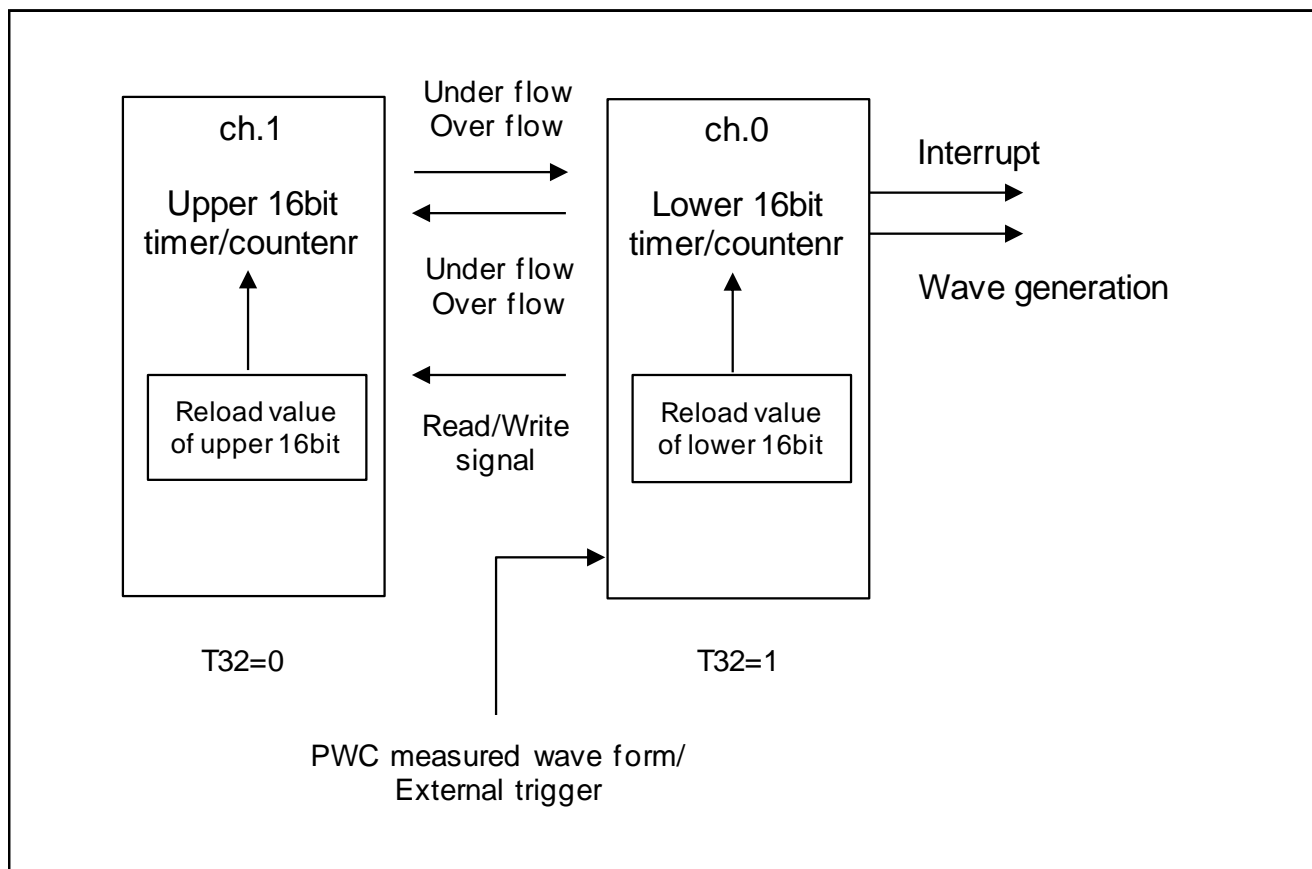 ch.1
Upper 16bit
timer/countenr
Reload value
of upper 16bit
T32=0
Under flow
Over flow
Under flow
Over flow
Read/Write
signal
ch.0
Lower 16bit
timer/countenr
Reload value
of lower 16bit
T32=1
Interrupt
Wave generation
PWC measured wave form/
External trigger